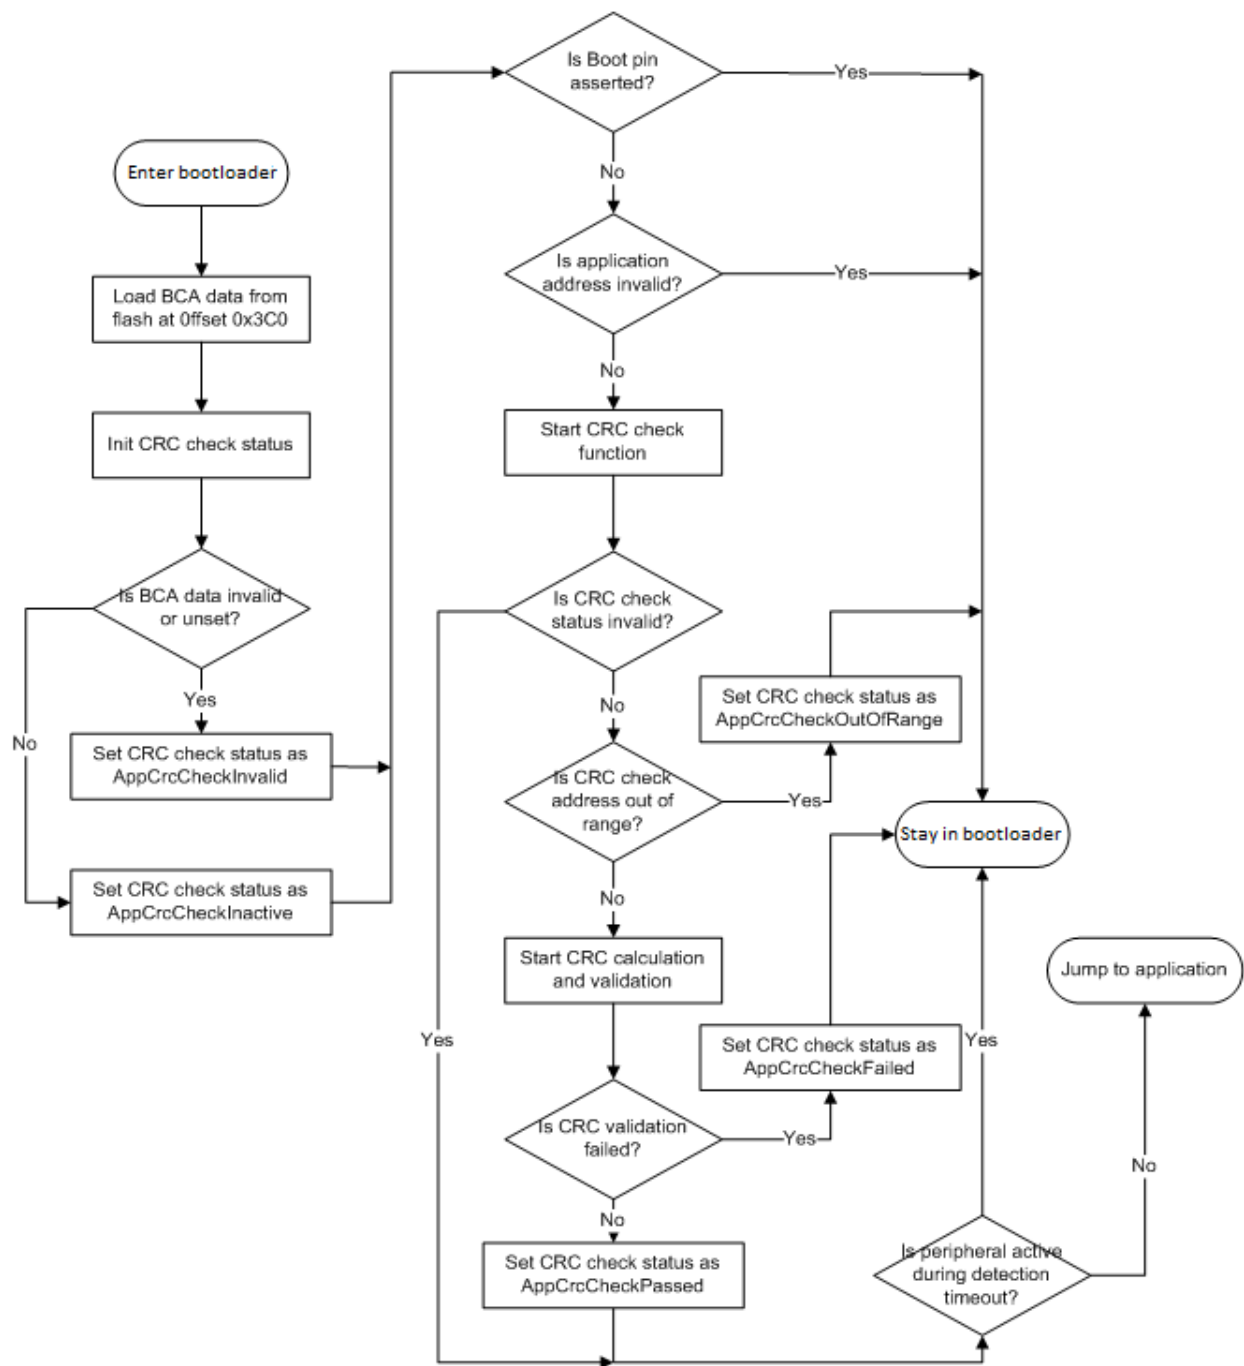 Enter bootloader
Load BCA data from
flash at 0ffset 0x3C0
Init CRC check status
Is BCA data invalid
or unset?
Yes
No
Set CRC check status as
AppCrcCheckInvalid
Set CRC check status as
AppCrcCheckInactive
Is Boot pin
asserted?
Yes
No
Is application
address invalid?
Yes
No
Start CRC check
function
Is CRC check
status invalid?
Yes
No
Is CRC check
address out of
range?
Yes
Set CRC check status as
AppCrcCheckOutOfRange
No
Start CRC calculation
and validation
Is CRC validation
failed?
Yes
Set CRC check status as
AppCrcCheckFailed
No
Set CRC check status as
AppCrcCheckPassed
Stay in bootloader
Yes
Is peripheral active
during detection
timeout?
No
Jump to application